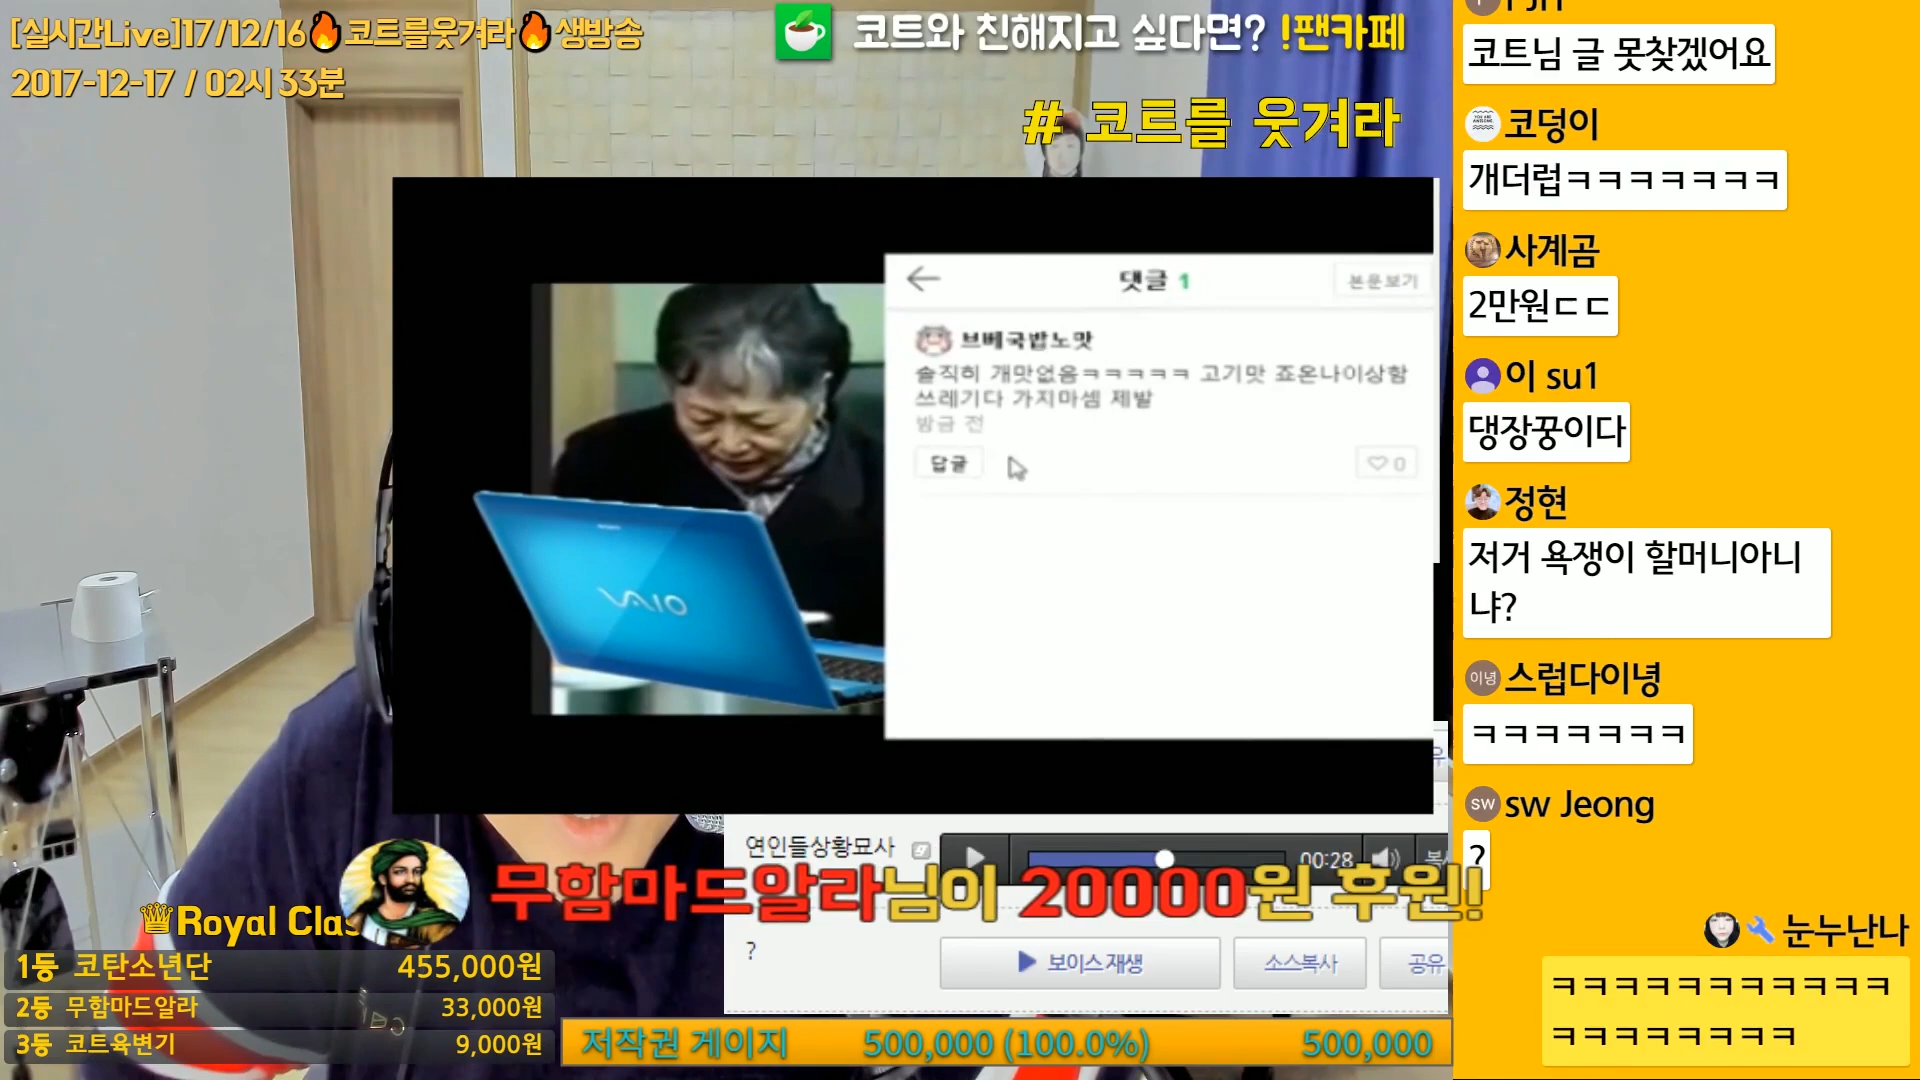 [실시간Live]17/12/16🔥코트를웃겨라🔥생방송
2017-12-17 / 02시 33분
코트와 친해지고 싶다면? !팬카페
# 코트를 웃겨라
댓글 1
본문보기
브베국밥노맛
솔직히 개맛없음ㅋㅋㅋㅋㅋ 고기맛 죠온나이상함
쓰레기다 가지마셈 제발
방금 전
답글
♡ 0
VAIO
연인들상황묘사
00:28
무함마드알라님이 20000원 후원!
?
보이스 재생
소스복사
공유
Royal Clas
1등 코탄소년단 455,000원
2등 무함마드알라 33,000원
3등 코트육변기 9,000원
저작권 게이지 500,000 (100.0%) 500,000
코트님 글 못찾겠어요
코덩이
개더럽ㅋㅋㅋㅋㅋㅋㅋ
사계곰
2만원ㄷㄷ
이 su1
댕장꿍이다
정현
저거 욕쟁이 할머니아니
냐?
이녕
스럽다이녕
ㅋㅋㅋㅋㅋㅋㅋ
sw
sw Jeong
?
눈누난나
ㅋㅋㅋㅋㅋㅋㅋㅋㅋㅋㅋ
ㅋㅋㅋㅋㅋㅋㅋㅋ